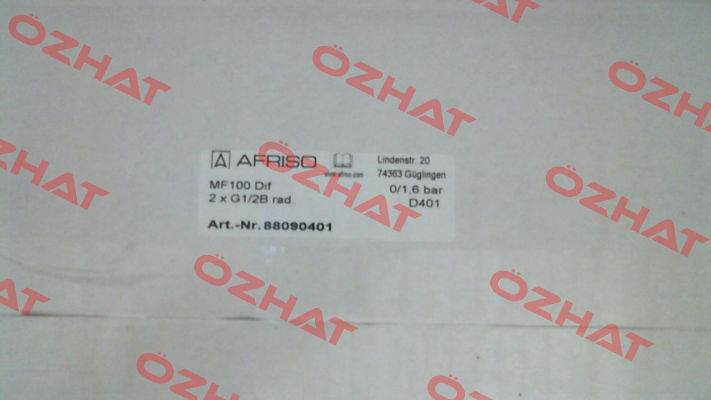 AFRISO
www.afriso.com
Lindenstr. 20
74363 Güglingen
MF100 Dif
0/1,6 bar
2 x G1/2B rad.
D401
Art.-Nr. 88090401
ÖZHAT
ÖZHAT
ÖZHAT
ÖZHAT
ÖZHAT
ÖZHAT
ÖZHAT
ÖZHAT
ÖZHAT
ÖZHAT
ÖZHAT